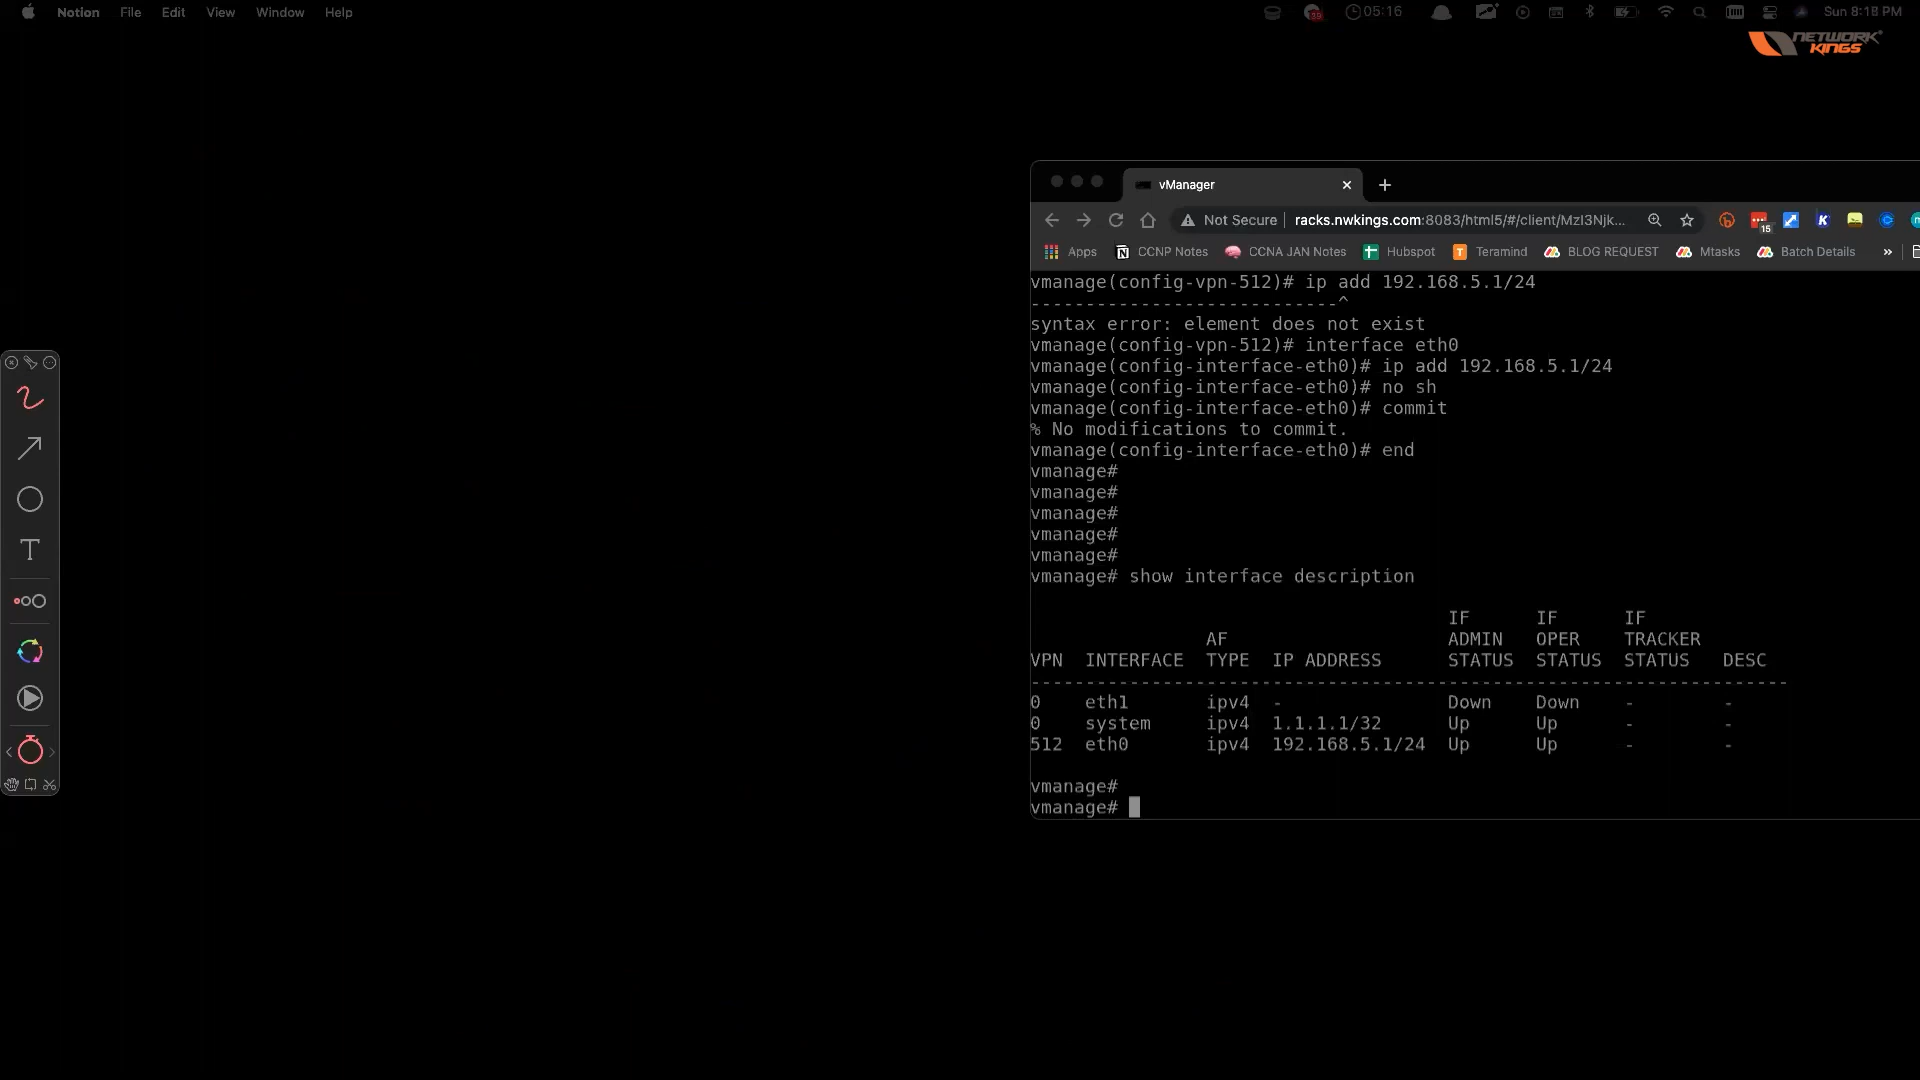 Notion File Edit View Window Help
05:16 Sun 8:18 PM
NETWORK
KINGS
vManager
Not Secure racks.nwkings.com:8083/html5/#/client/MzI3Njk...
15
Apps CCNP Notes CCNA JAN Notes Hubspot Teramind BLOG REQUEST Mtasks Batch Details »
vmanage(config-vpn-512)# ip add 192.168.5.1/24
----------------------------^
syntax error: element does not exist
vmanage(config-vpn-512)# interface eth0
vmanage(config-interface-eth0)# ip add 192.168.5.1/24
vmanage(config-interface-eth0)# no sh
vmanage(config-interface-eth0)# commit
% No modifications to commit.
vmanage(config-interface-eth0)# end
vmanage#
vmanage#
vmanage#
vmanage#
vmanage#
vmanage# show interface description
IF IF IF
AF ADMIN OPER TRACKER
VPN INTERFACE TYPE IP ADDRESS STATUS STATUS STATUS DESC
---------------------------------------------------------------------
0 eth1 ipv4 - Down Down - -
0 system ipv4 1.1.1.1/32 Up Up - -
512 eth0 ipv4 192.168.5.1/24 Up Up - -
vmanage#
vmanage#
T